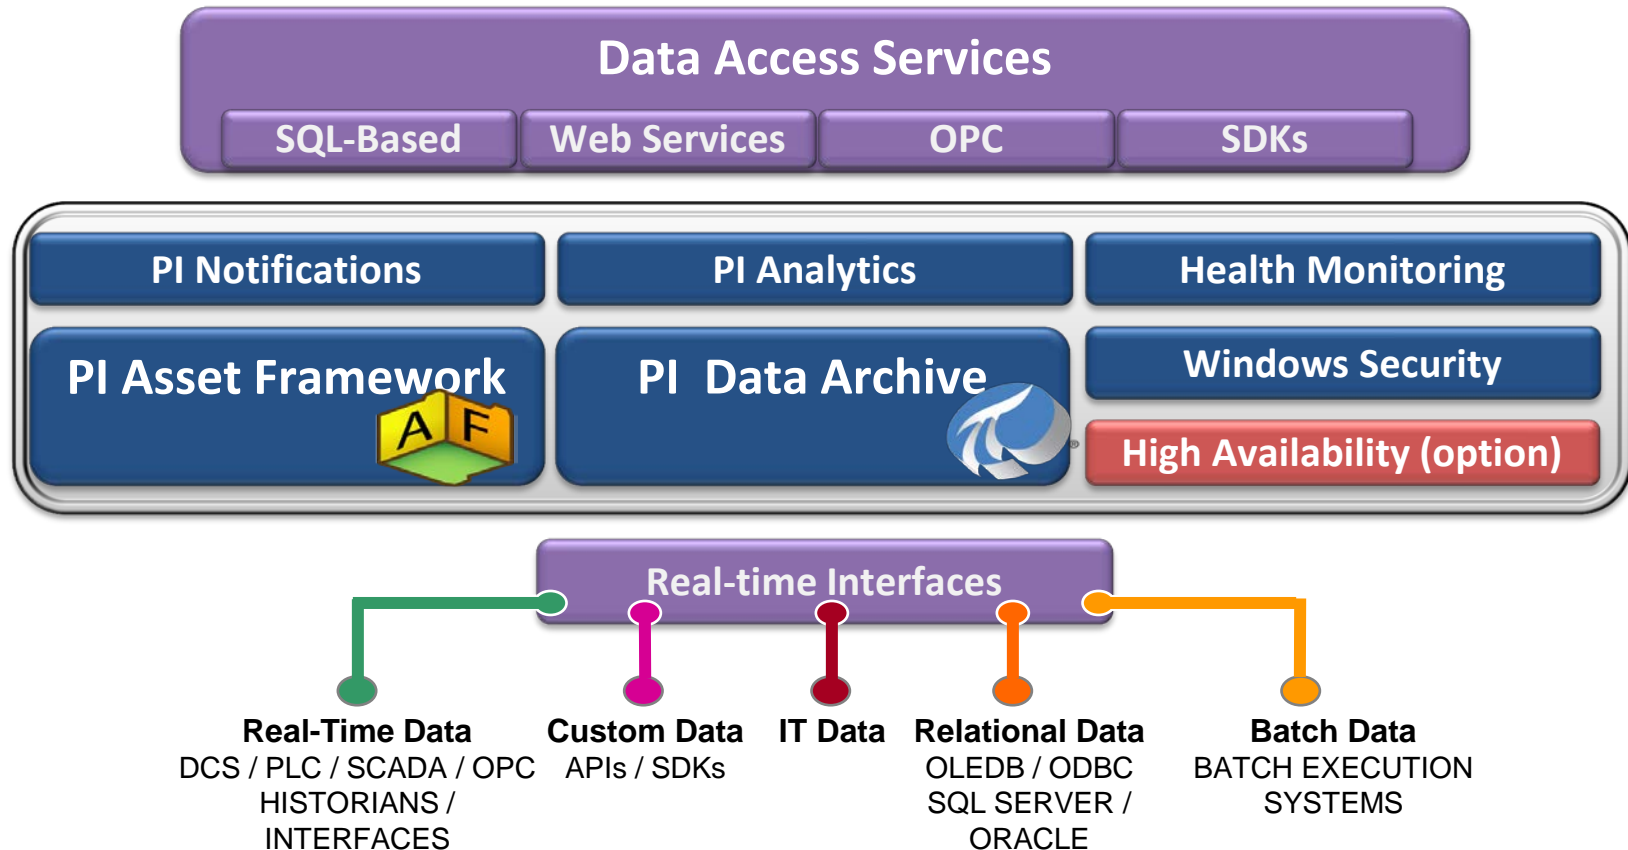 Data Access Services
SQL-Based
Web Services
OPC
SDKs
PI Notifications
PI Analytics
Health Monitoring
PI Asset Framework
A F
PI Data Archive
®
Windows Security
High Availability (option)
Real-time Interfaces
Real-Time Data
DCS / PLC / SCADA / OPC
HISTORIANS /
INTERFACES
Custom Data
APIs / SDKs
IT Data
Relational Data
OLEDB / ODBC
SQL SERVER /
ORACLE
Batch Data
BATCH EXECUTION
SYSTEMS